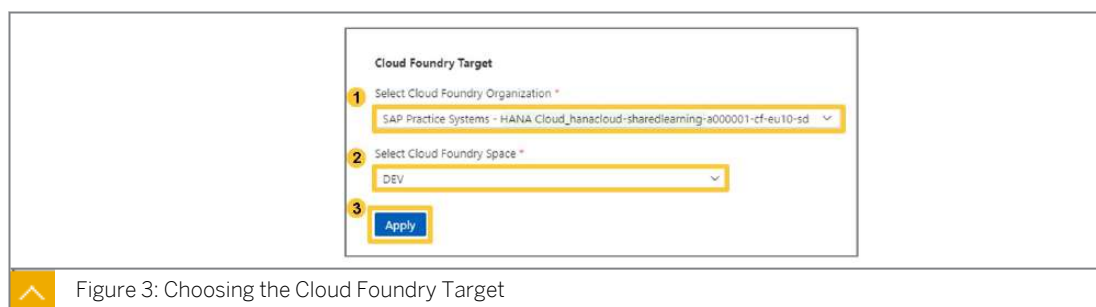 Cloud Foundry Target
1 Select Cloud Foundry Organization *
SAP Practice Systems - HANA Cloud_hanacloud-sharedlearning-a000001-cf-eu10-sd
2 Select Cloud Foundry Space *
DEV
3
Apply
Figure 3: Choosing the Cloud Foundry Target